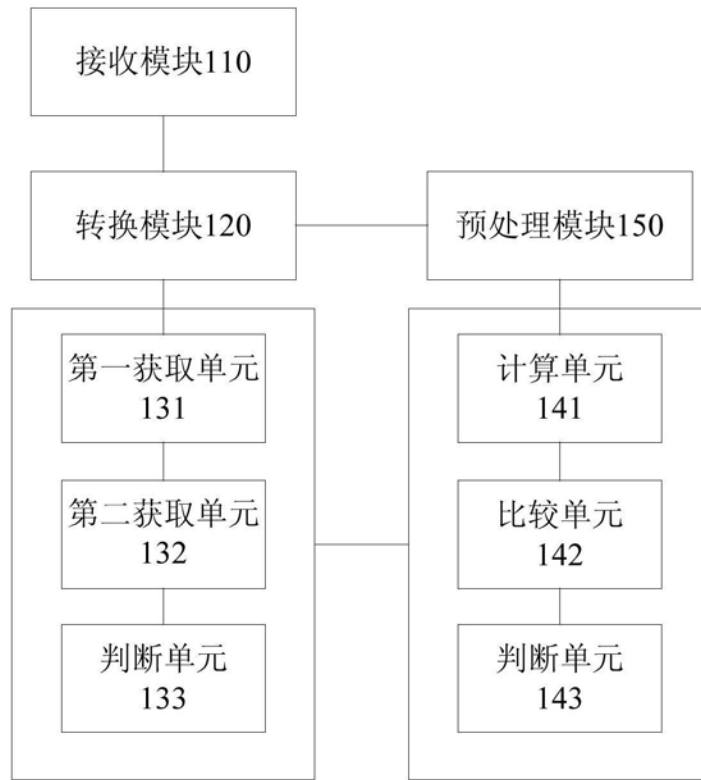 接收模块110
转换模块120
预处理模块150
第一获取单元
131
第二获取单元
132
判断单元
133
计算单元
141
比较单元
142
判断单元
143